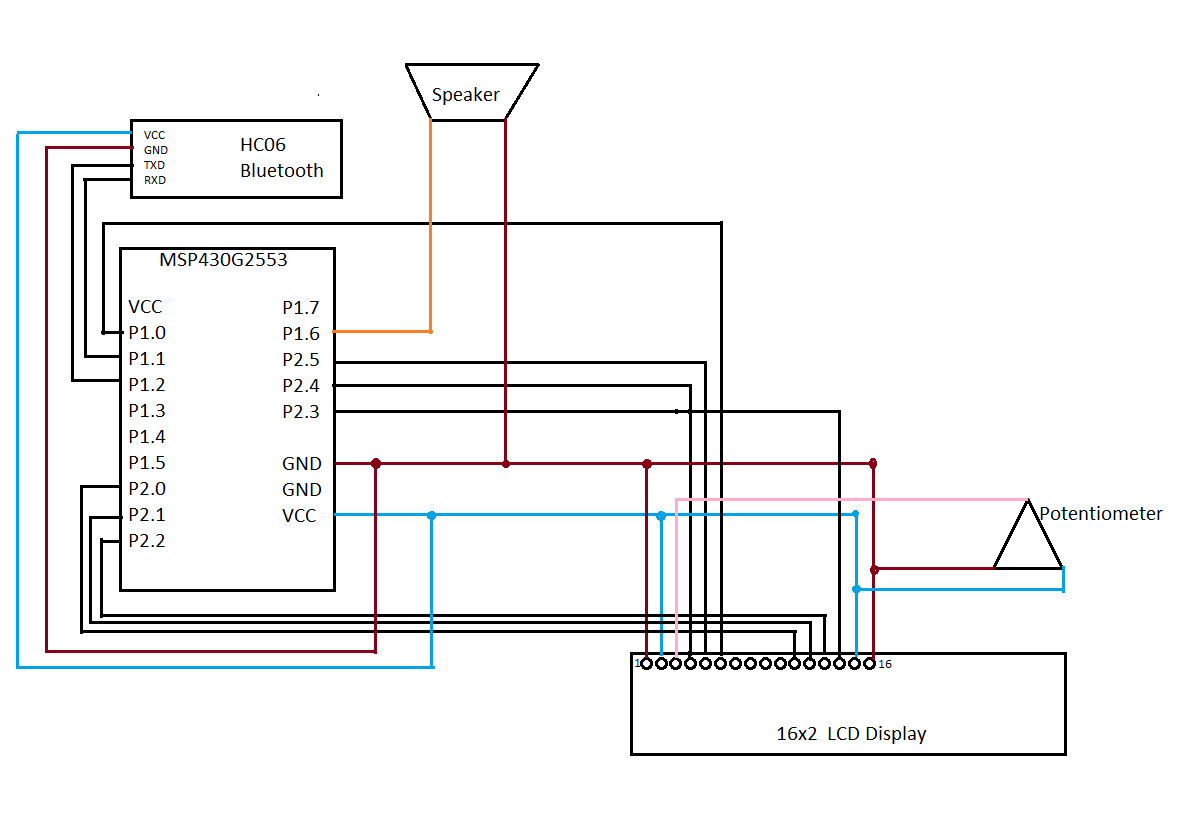 Speaker
VCC
GND
TXD
RXD
HC06
Bluetooth
MSP430G2553
VCC
P1.0
P1.1
P1.2
P1.3
P1.4
P1.5
P2.0
P2.1
P2.2
P1.7
P1.6
P2.5
P2.4
P2.3
GND
GND
VCC
Potentiometer
1
16
16x2 LCD Display